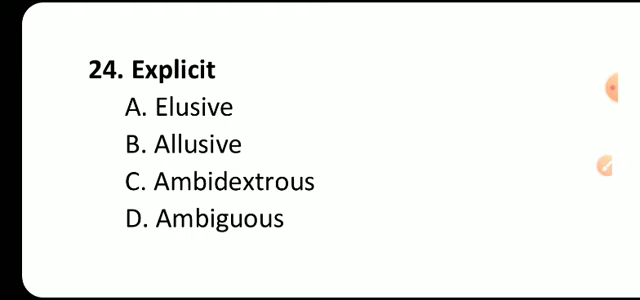 24. Explicit
A. Elusive
B. Allusive
C. Ambidextrous
D. Ambiguous